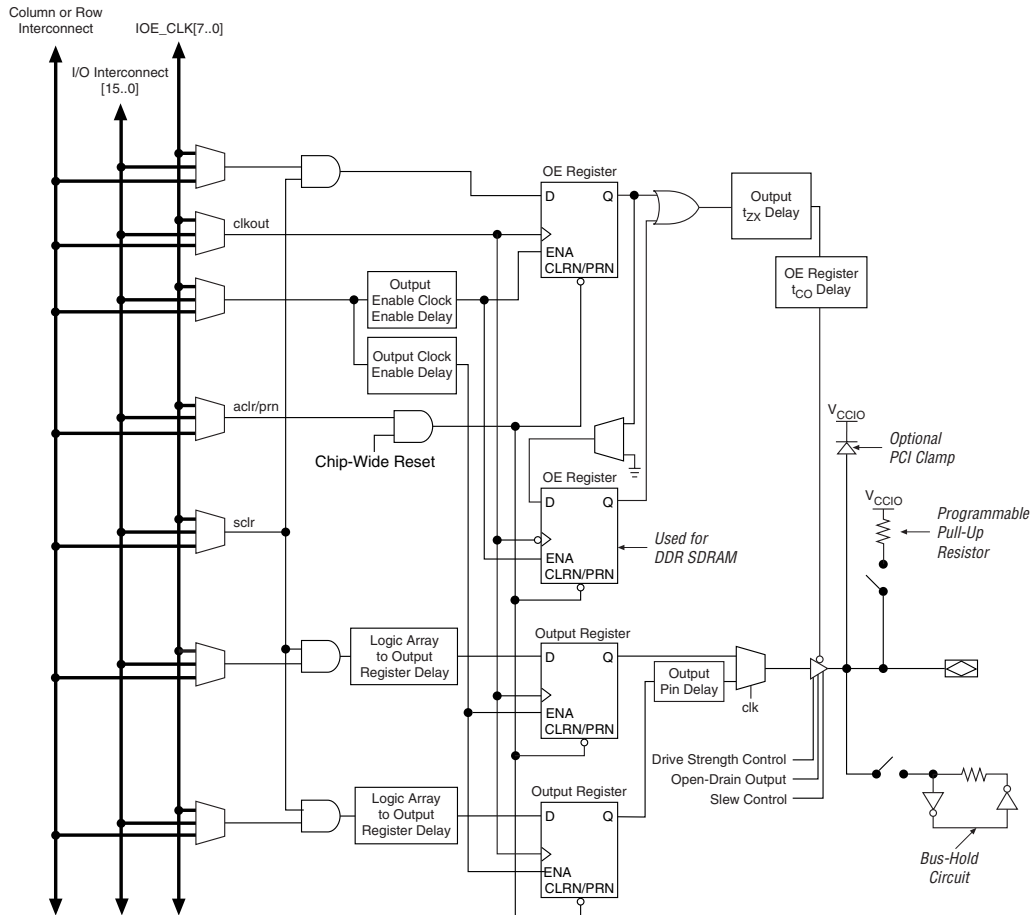 Column or Row
Interconnect
IOE_CLK[7..0]
I/O Interconnect
[15..0]
OE Register
D
Q
ENA
CLRN/PRN
Output
tZX Delay
clkout
OE Register
tCO Delay
Output
Enable Clock
Enable Delay
Output Clock
Enable Delay
aclr/prn
Chip-Wide Reset
VCCIO
Optional
PCI Clamp
OE Register
D
Q
ENA
CLRN/PRN
Used for
DDR SDRAM
VCCIO
Programmable
Pull-Up
Resistor
sclr
Logic Array
to Output
Register Delay
Output Register
D
Q
ENA
CLRN/PRN
Output
Pin Delay
clk
Drive Strength Control
Open-Drain Output
Slew Control
Logic Array
to Output
Register Delay
Output Register
D
Q
ENA
CLRN/PRN
Bus-Hold
Circuit